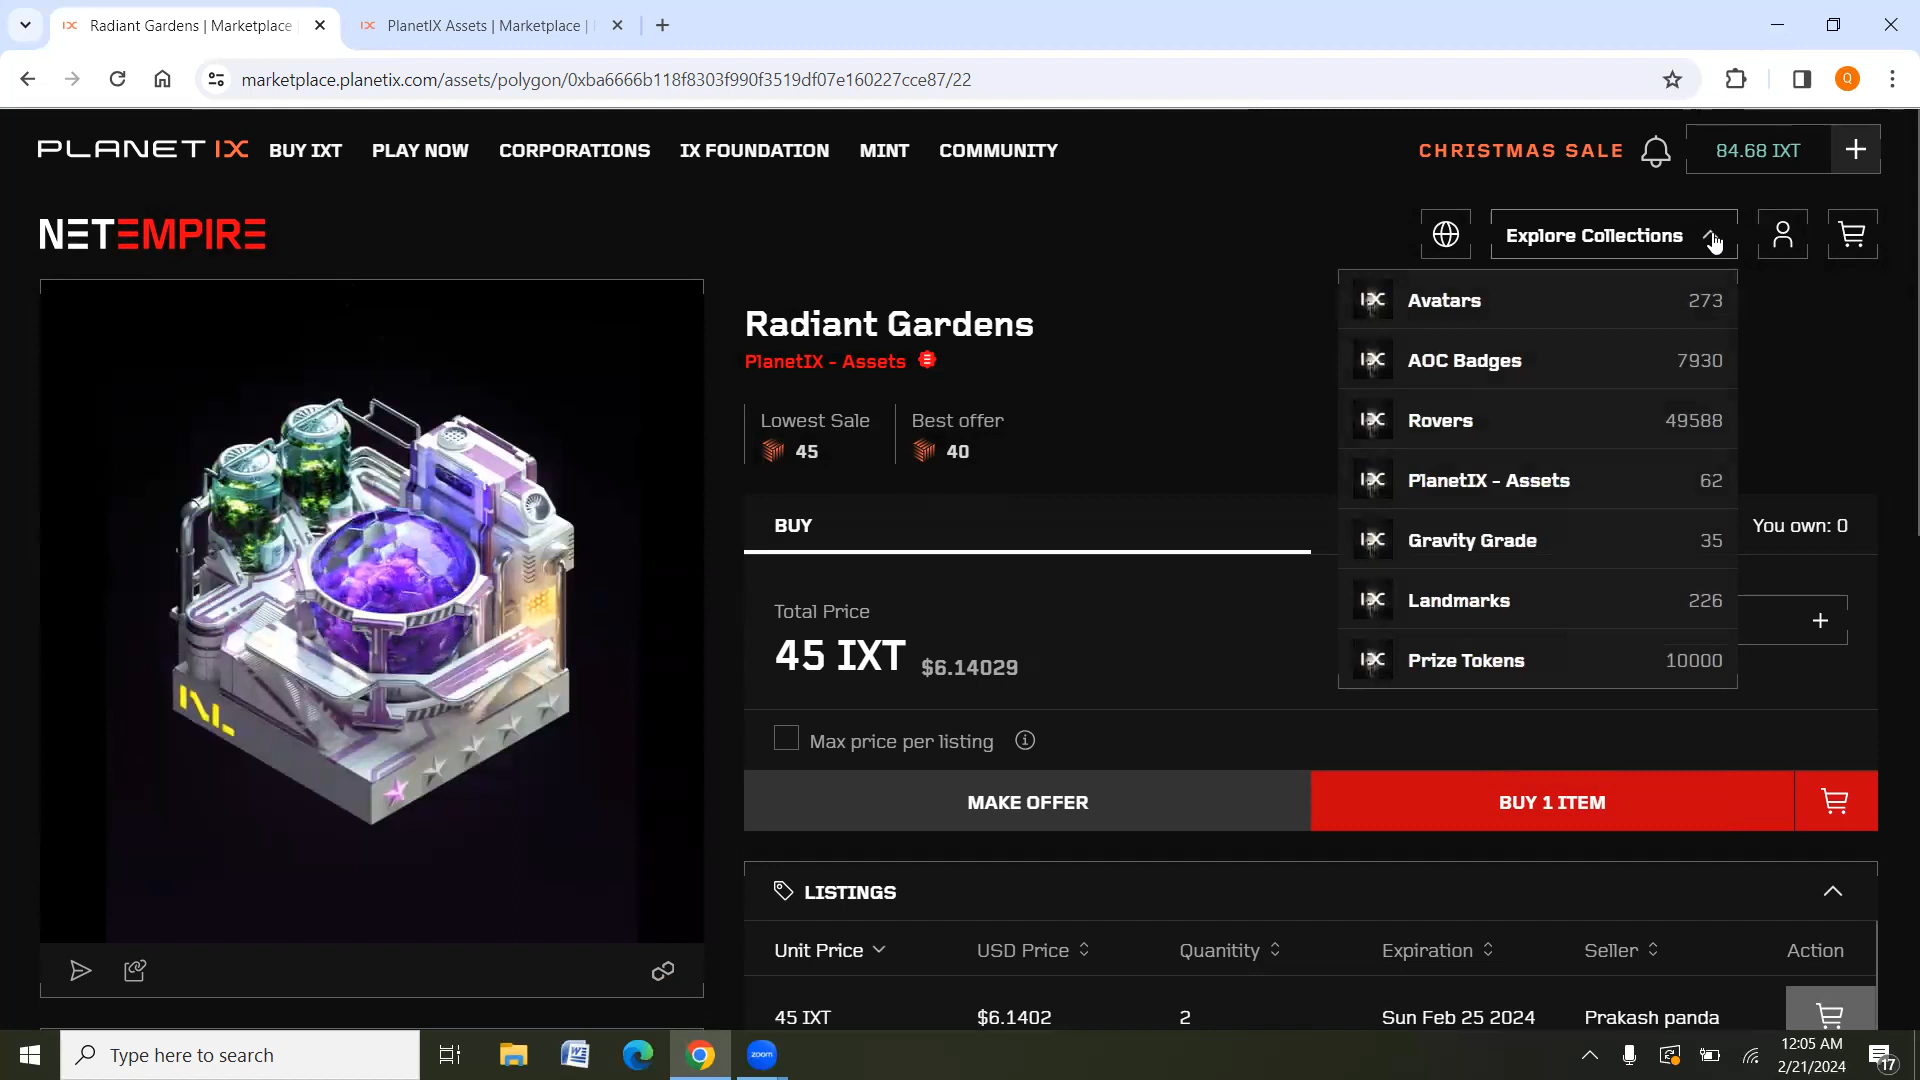 Radiant Gardens | Marketplace
PlanetIX Assets | Marketplace |
marketplace.planetix.com/assets/polygon/0xba6666b118f8303f990f3519df07e160227cce87/22
Q
PLANET IX BUY IXT PLAY NOW CORPORATIONS IX FOUNDATION MINT COMMUNITY CHRISTMAS SALE 84.68 IXT +
NETEMPIRE Explore Collections
Avatars 273
AOC Badges 7930
Rovers 49588
PlanetIX - Assets 62
Gravity Grade 35
Landmarks 226
Prize Tokens 10000
Radiant Gardens
PlanetIX - Assets
Lowest Sale Best offer
45 40
BUY You own: 0
Total Price
45 IXT $6.14029
+
Max price per listing
MAKE OFFER BUY 1 ITEM
LISTINGS
Unit Price USD Price Quanitity Expiration Seller Action
45 IXT $6.1402 2 Sun Feb 25 2024 Prakash panda
Type here to search
zoom
12:05 AM
2/21/2024
17